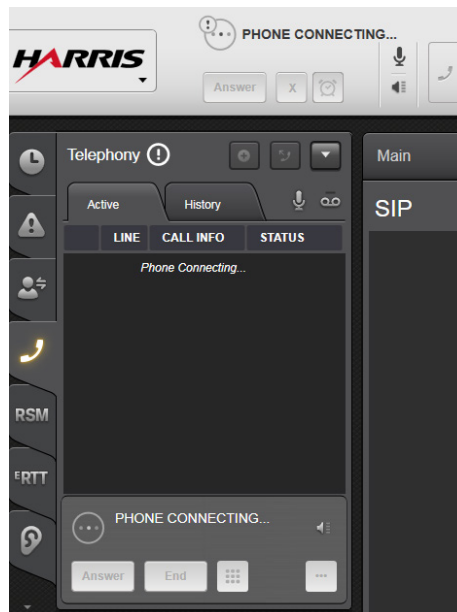 PHONE CONNECTING...
HARRIS
Answer X
Telephony
Main
Active History
SIP
LINE CALL INFO STATUS
Phone Connecting...
RSM
ERTT
PHONE CONNECTING...
Answer End